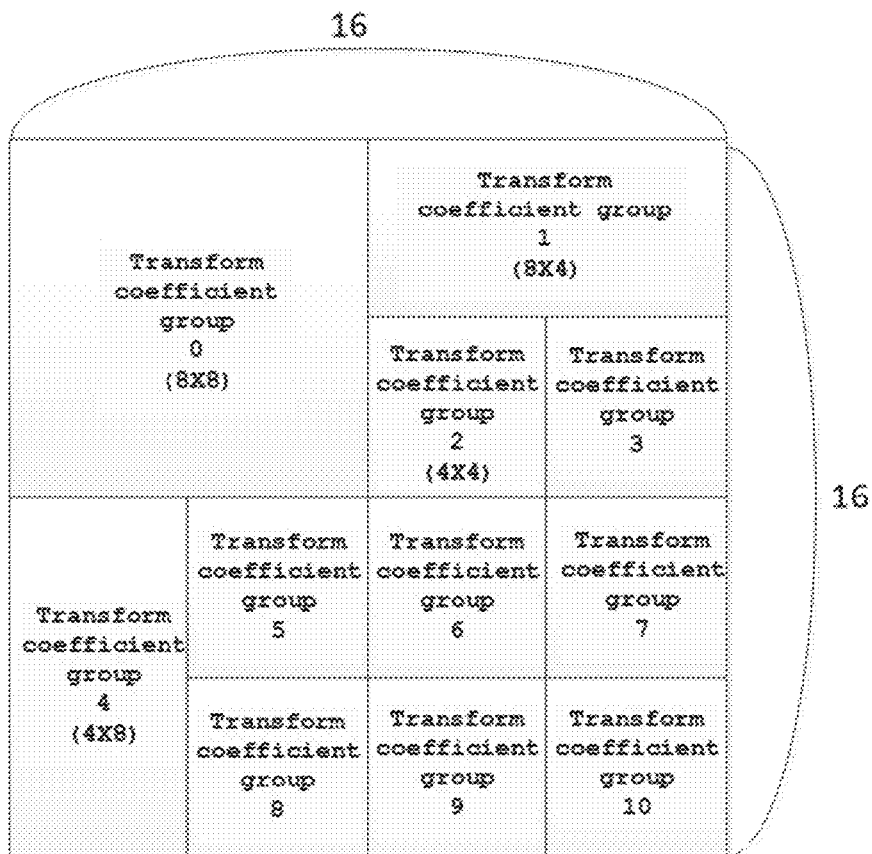 16
Transform
coefficient group
1
(8X4)
Transform
coefficient
group
0
(8X8)
Transform
coefficient
group
2
(4X4)
Transform
coefficient
group
3
16
Transform
coefficient
group
4
(4X8)
Transform
coefficient
group
5
Transform
coefficient
group
6
Transform
coefficient
group
7
Transform
coefficient
group
8
Transform
coefficient
group
9
Transform
coefficient
group
10